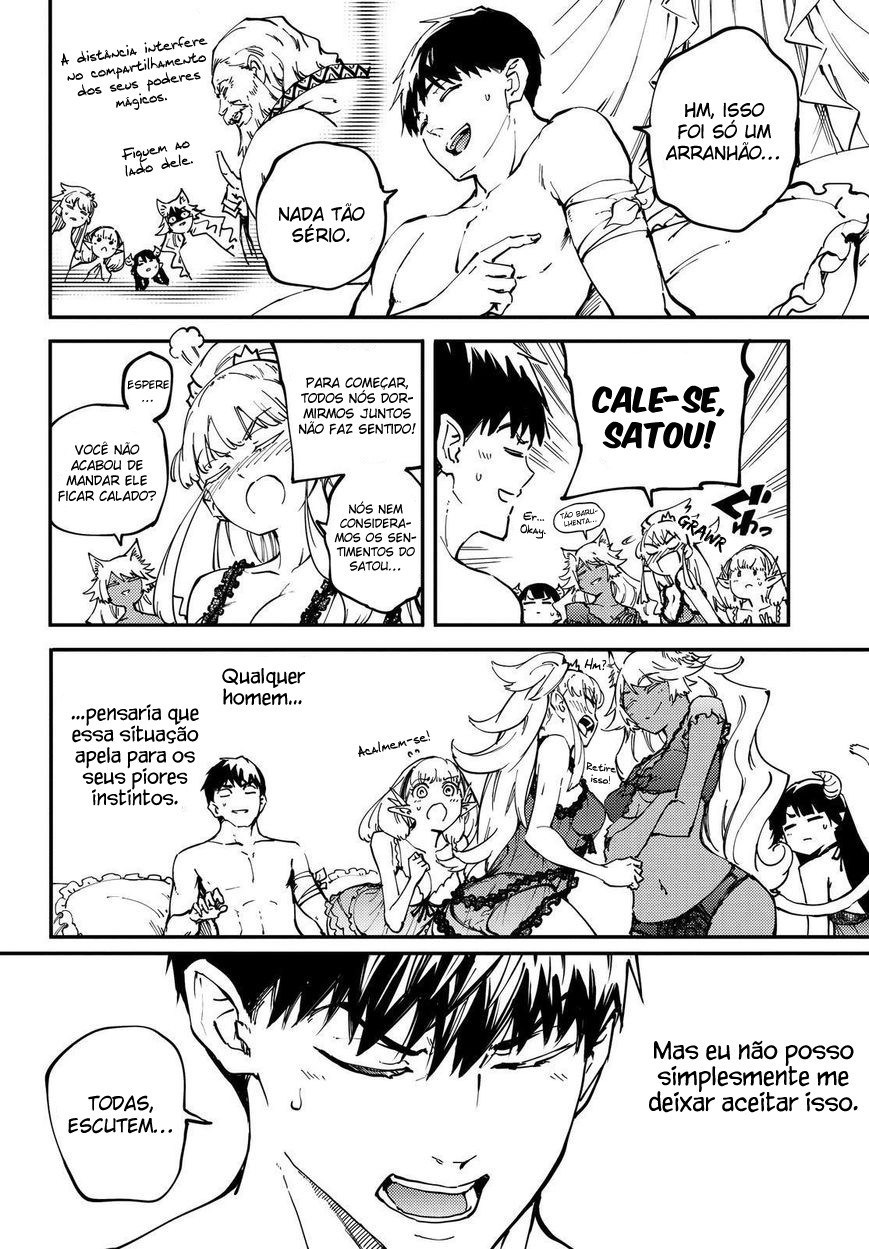 HM, ISSO
FOI SÓ UM
ARRANHÃO...
NADA TÃO
SÉRIO.
A distância interfere
no compartilhamento
dos seus poderes
mágicos.
Fiquem ao
lado dele.
CALE-SE,
SATOU!
GRAWR
ぐわっ
TÃO BARU-
LHENTA...
Er...
Okay.
PARA COMEÇAR,
TODOS NÓS DOR-
MIRMOS JUNTOS
NÃO FAZ SENTIDO!
NÓS NEM
CONSIDERA-
MOS OS SEN-
TIMENTOS DO
SATOU...
ESPERE
...
VOCÊ NÃO
ACABOU DE
MANDAR ELE
FICAR CALADO?
Qualquer
homem...
...pensaria que
essa situação
apela para os
seus piores
instintos.
Acalmem-se!
Hm?
Retire
isso!
Mas eu não posso
simplesmente me
deixar aceitar isso.
TODAS,
ESCUTEM...